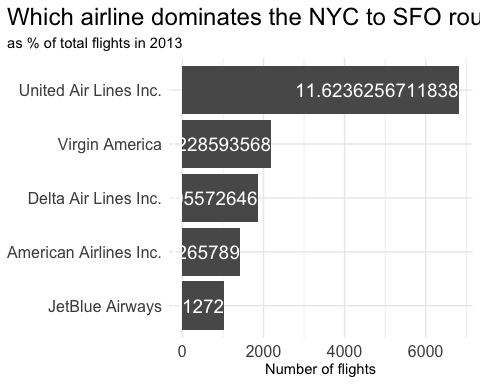 Which airline dominates the NYC to SFO rou
as % of total flights in 2013
United Air Lines Inc.
11.6236256711838
Virgin America
228593568
Delta Air Lines Inc.
5572646
American Airlines Inc.
265789
JetBlue Airways
1272
0 2000 4000 6000
Number of flights